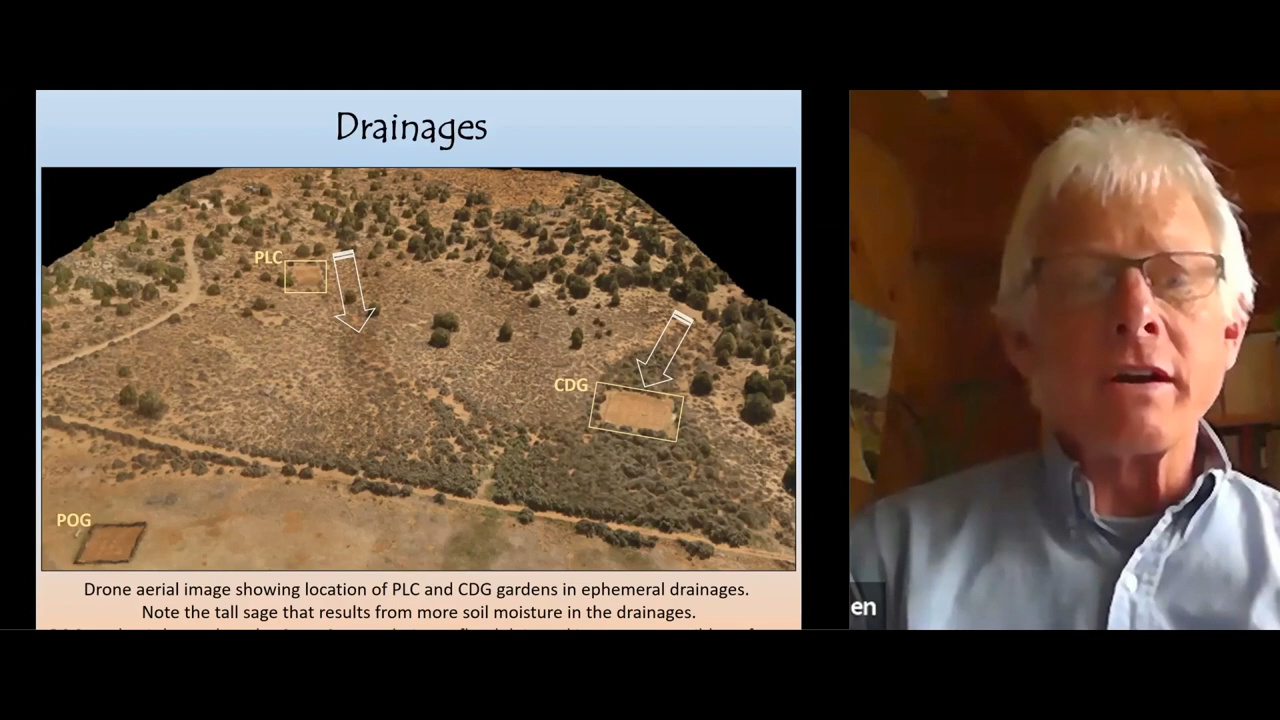 Drainages
PLC
CDG
POG
Drone aerial image showing location of PLC and CDG gardens in ephemeral drainages.
Note the tall sage that results from more soil moisture in the drainages.
en